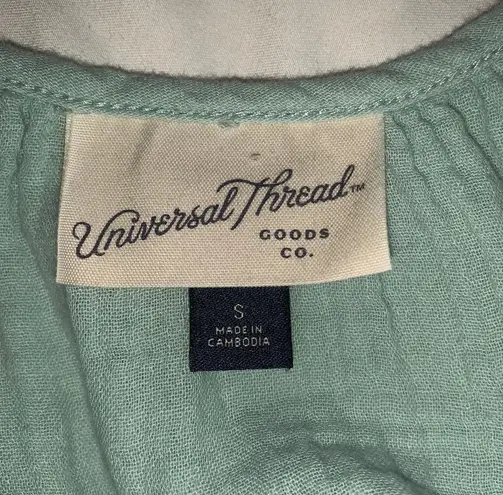 Universal Thread™
GOODS
CO.
S
MADE IN
CAMBODIA